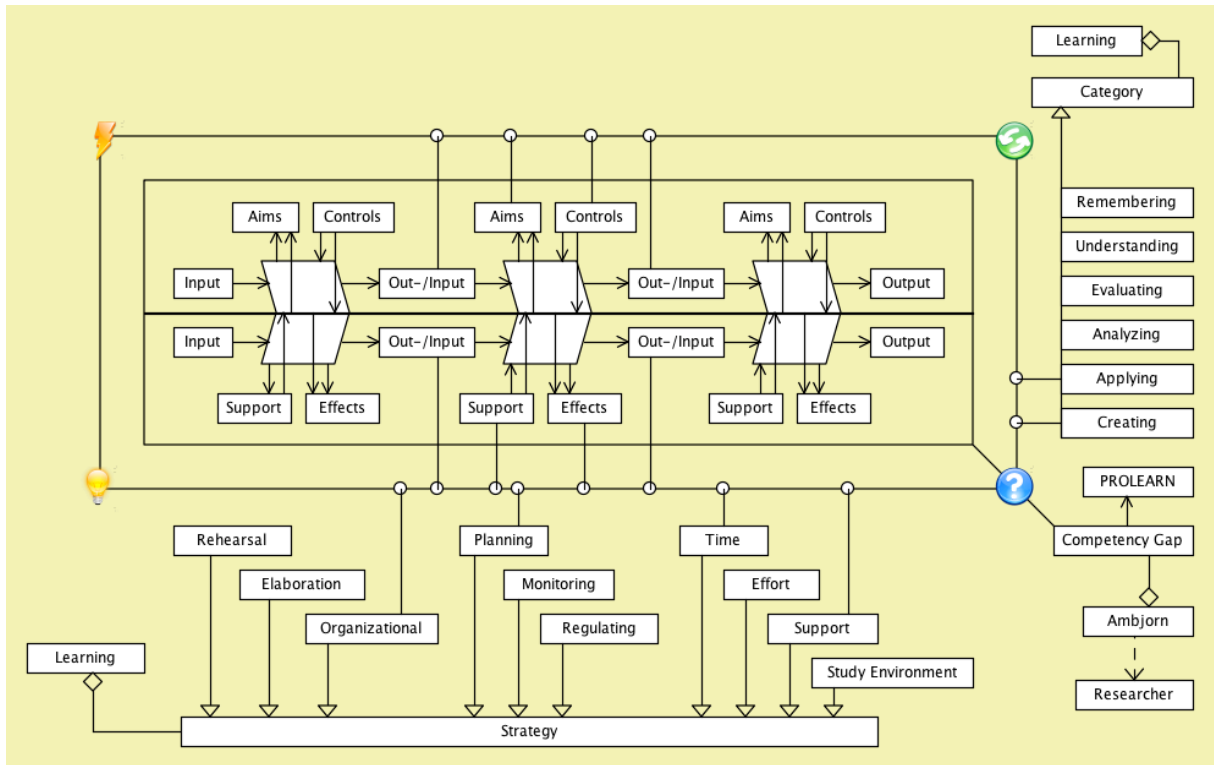 Learning
Category
Remembering
Understanding
Evaluating
Analyzing
Applying
Creating
Aims
Controls
Aims
Controls
Aims
Controls
Input
Out-/Input
Out-/Input
Output
Input
Out-/Input
Out-/Input
Output
Support
Effects
Support
Effects
Support
Effects
PROLEARN
Competency Gap
Ambjorn
Researcher
Rehearsal
Planning
Time
Elaboration
Monitoring
Effort
Organizational
Regulating
Support
Learning
Study Environment
Strategy